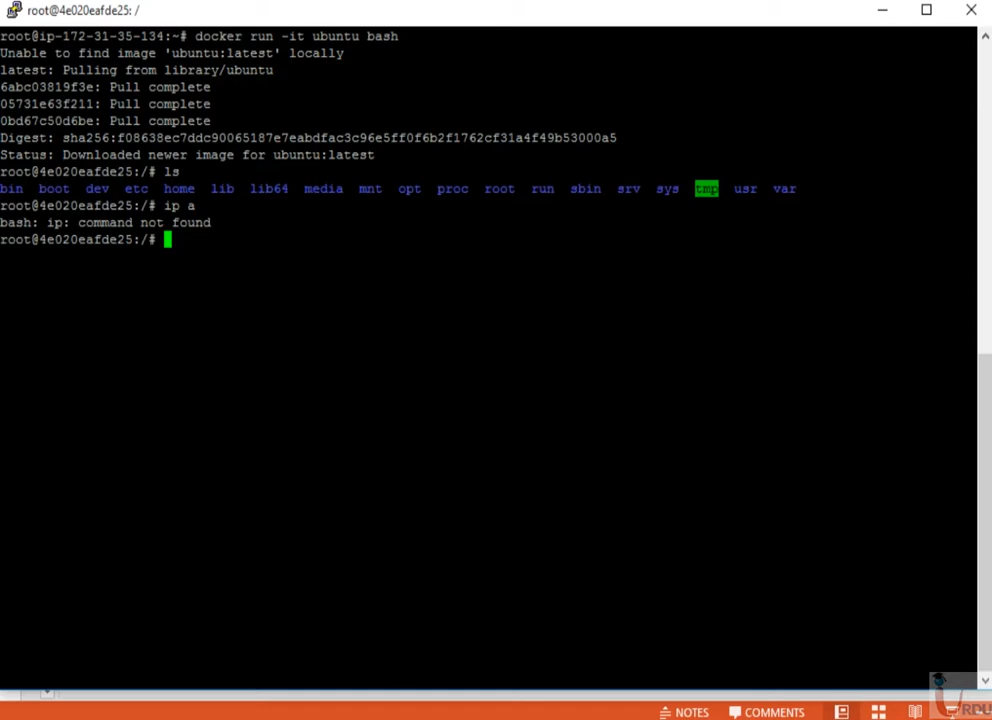 root@4e020eafde25: /
root@ip-172-31-35-134:~# docker run -it ubuntu bash
Unable to find image 'ubuntu:latest' locally
latest: Pulling from library/ubuntu
6abc03819f3e: Pull complete
05731e63f211: Pull complete
0bd67c50d6be: Pull complete
Digest: sha256:f08638ec7ddc90065187e7eabdfac3c96e5ff0f6b2f1762cf31a4f49b53000a5
Status: Downloaded newer image for ubuntu:latest
root@4e020eafde25:/# ls
bin boot dev etc home lib lib64 media mnt opt proc root run sbin srv sys tmp usr var
root@4e020eafde25:/# ip a
bash: ip: command not found
root@4e020eafde25:/#
NOTES COMMENTS